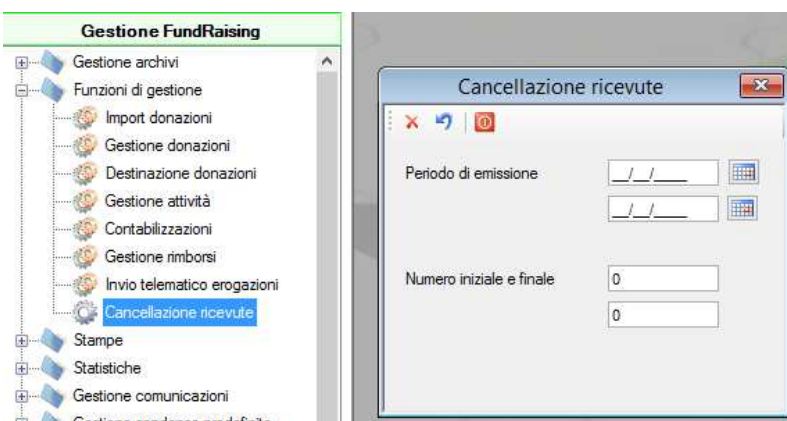 Gestione FundRaising
Gestione archivi
Funzioni di gestione
Import donazioni
Gestione donazioni
Destinazione donazioni
Gestione attività
Contabilizzazioni
Gestione rimborsi
Invio telematico erogazioni
Cancellazione ricevute
Stampe
Statistiche
Gestione comunicazioni
Cancellazione ricevute
Periodo di emissione __/__/____
__/__/____
Numero iniziale e finale 0
0